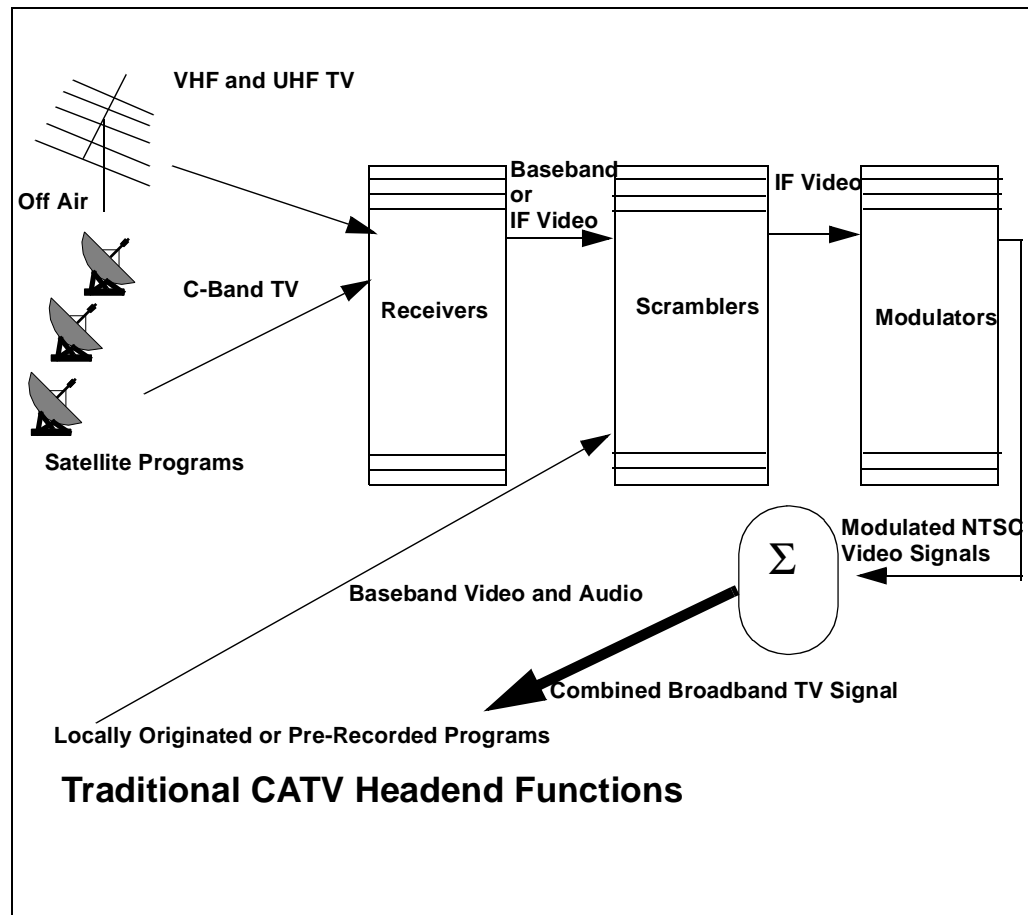 VHF and UHF TV
Off Air
C-Band TV
Satellite Programs
Receivers
Baseband
or
IF Video
Scramblers
IF Video
Modulators
Modulated NTSC
Video Signals
Σ
Baseband Video and Audio
Combined Broadband TV Signal
Locally Originated or Pre-Recorded Programs
Traditional CATV Headend Functions